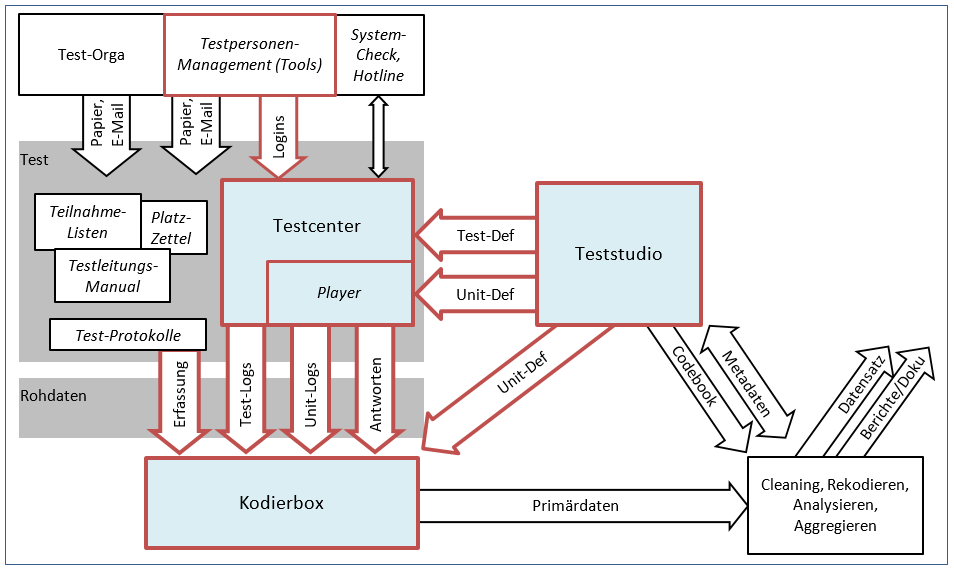 Test-Orga
Testpersonen-
Management (Tools)
System-
Check,
Hotline
Papier,
E-Mail
Papier,
E-Mail
Logins
Test
Teilnahme-
Listen
Platz-
Zettel
Testleitungs-
Manual
Test-Protokolle
Testcenter
Player
Test-Def
Unit-Def
Teststudio
Unit-Def
Codebook
Metadaten
Datensatz
Berichte/Doku
Rohdaten
Erfassung
Test-Logs
Unit-Logs
Antworten
Kodierbox
Primärdaten
Cleaning, Rekodieren,
Analysieren,
Aggregieren